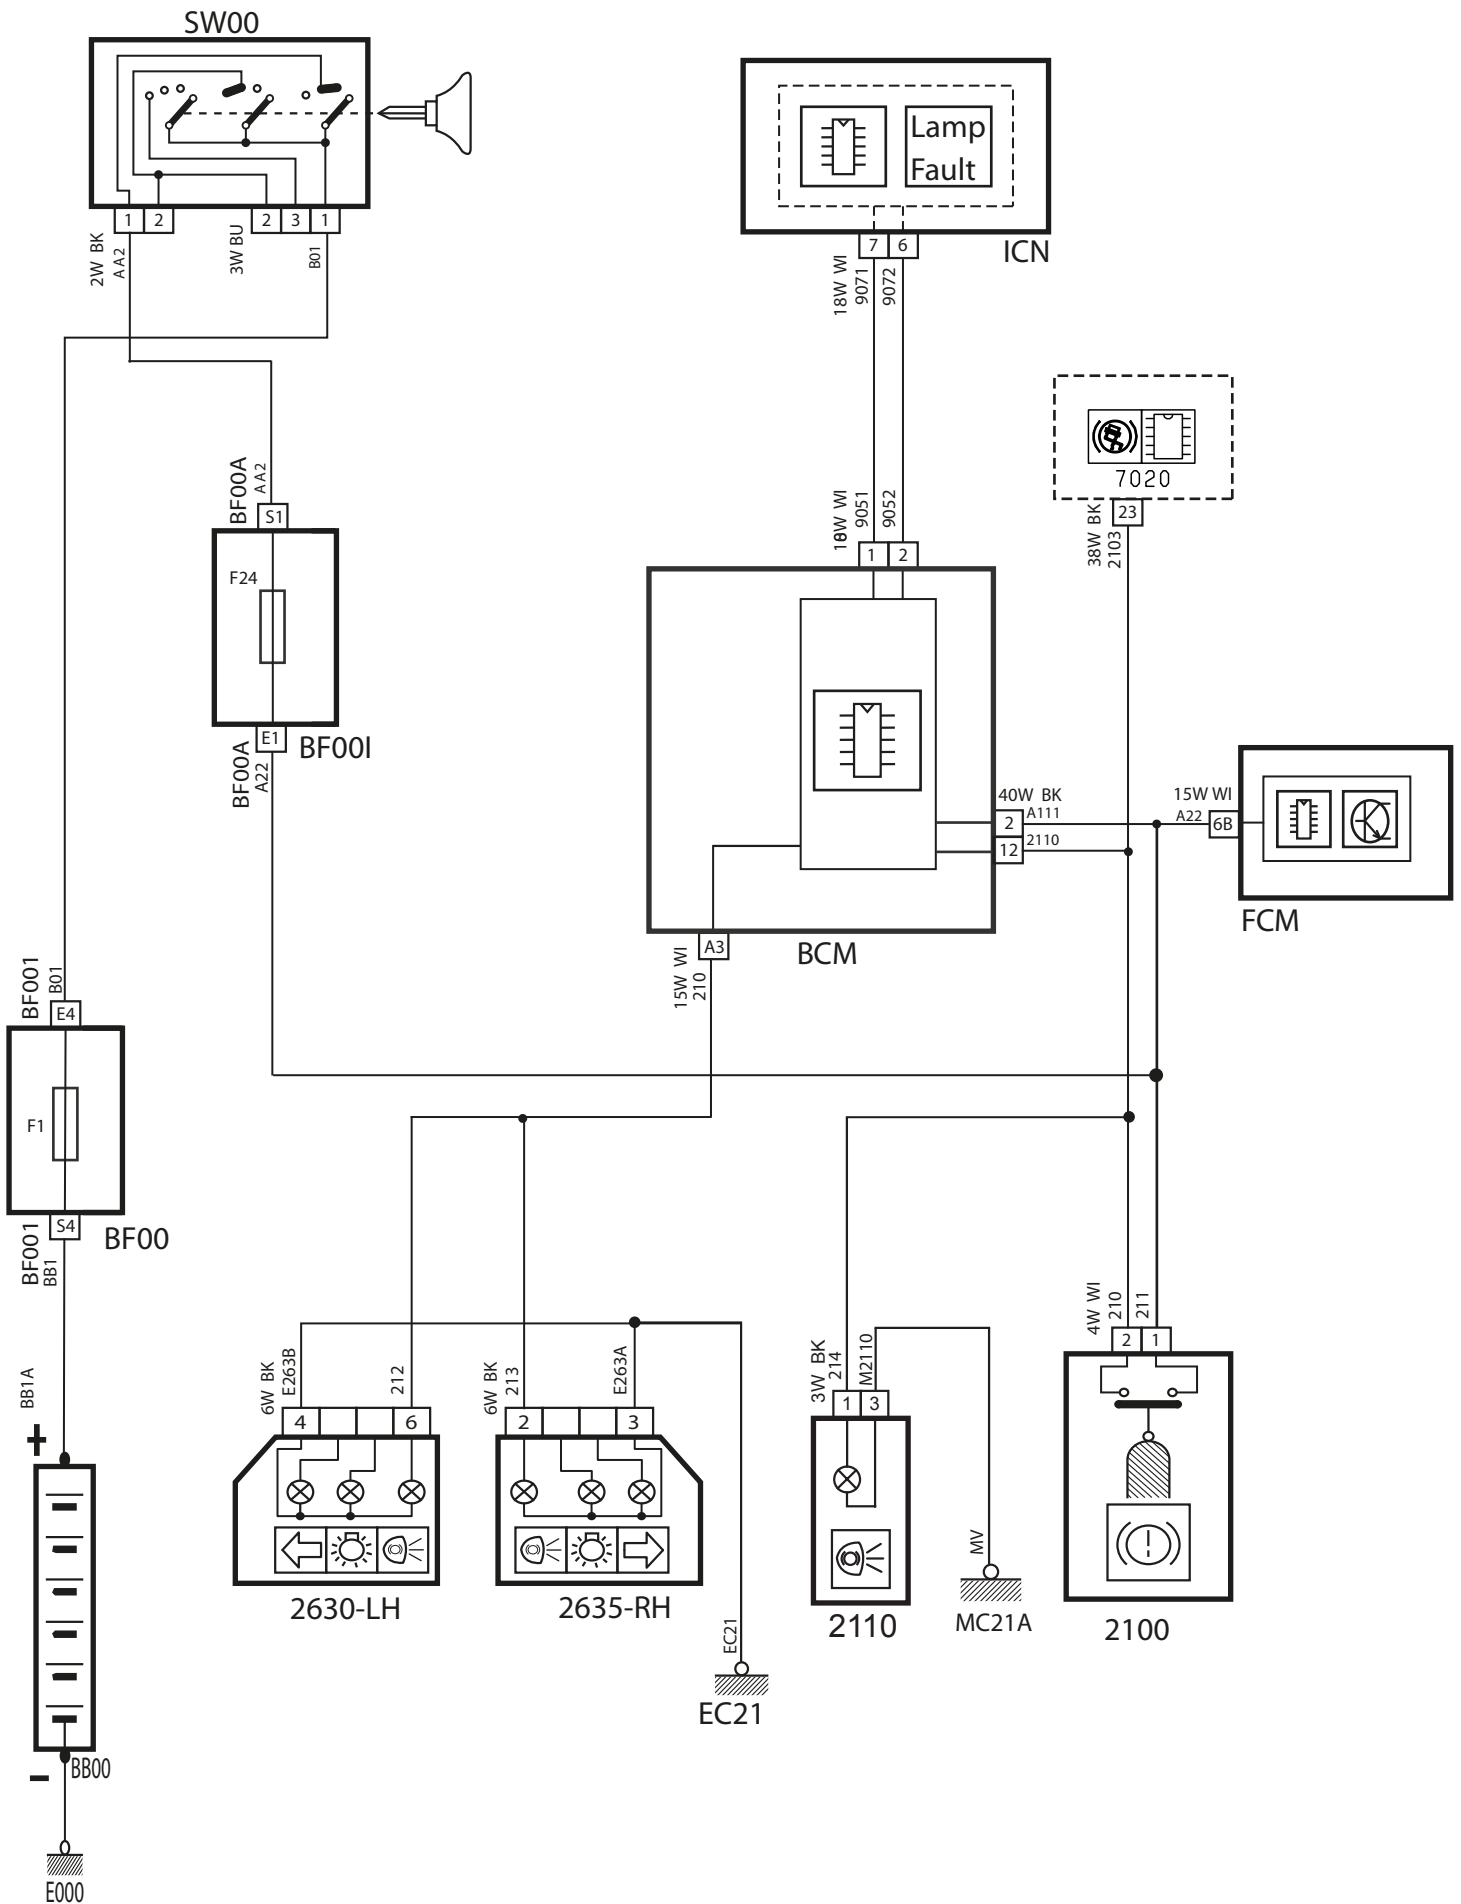 SW00
1
2
2
3
1
2W BK
A A2
3W BU
B01
Lamp
Fault
ICN
7
6
18W WI
9071
9072
7020
23
38W BK
2103
BF00A
A A2
S1
F24
E1
BF00I
BF00A
A22
9051
9052
1
2
40W BK
2
A111
12
2110
15W WI
A22
6B
FCM
BCM
A3
15W WI
210
BF001
B01
E4
F1
S4
BF00
BF001
BB1
BB1A
+
BB00
–
E000
6W BK
E263B
212
4
6
2630-LH
6W BK
213
E263A
2
3
2635-RH
EC21
EC21
3W BK
214
M2110
1
3
2110
MV
MC21A
4W WI
210
211
2
1
2100